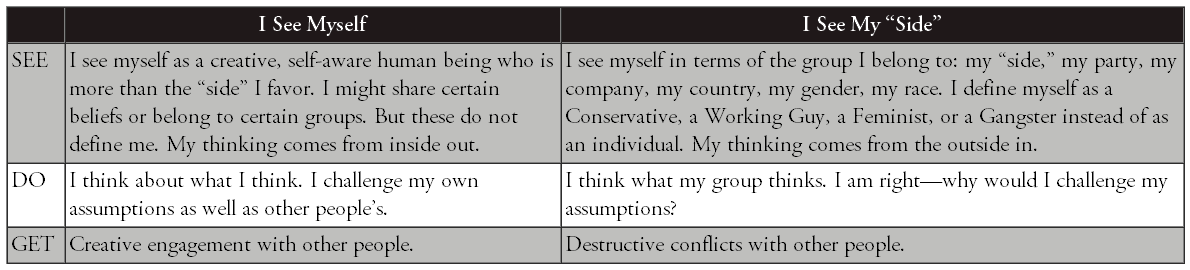 I See Myself
I See My “Side”
SEE
I see myself as a creative, self-aware human being who is
more than the “side” I favor. I might share certain
beliefs or belong to certain groups. But these do not
define me. My thinking comes from inside out.
I see myself in terms of the group I belong to: my “side,” my party, my
company, my country, my gender, my race. I define myself as a
Conservative, a Working Guy, a Feminist, or a Gangster instead of as
an individual. My thinking comes from the outside in.
DO
I think about what I think. I challenge my own
assumptions as well as other people’s.
I think what my group thinks. I am right—why would I challenge my
assumptions?
GET
Creative engagement with other people.
Destructive conflicts with other people.